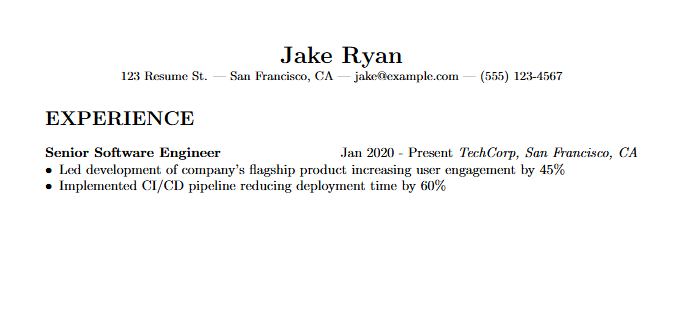 Jake Ryan
123 Resume St. — San Francisco, CA — jake@example.com — (555) 123-4567
EXPERIENCE
Senior Software Engineer Jan 2020 - Present TechCorp, San Francisco, CA
• Led development of company's flagship product increasing user engagement by 45%
• Implemented CI/CD pipeline reducing deployment time by 60%